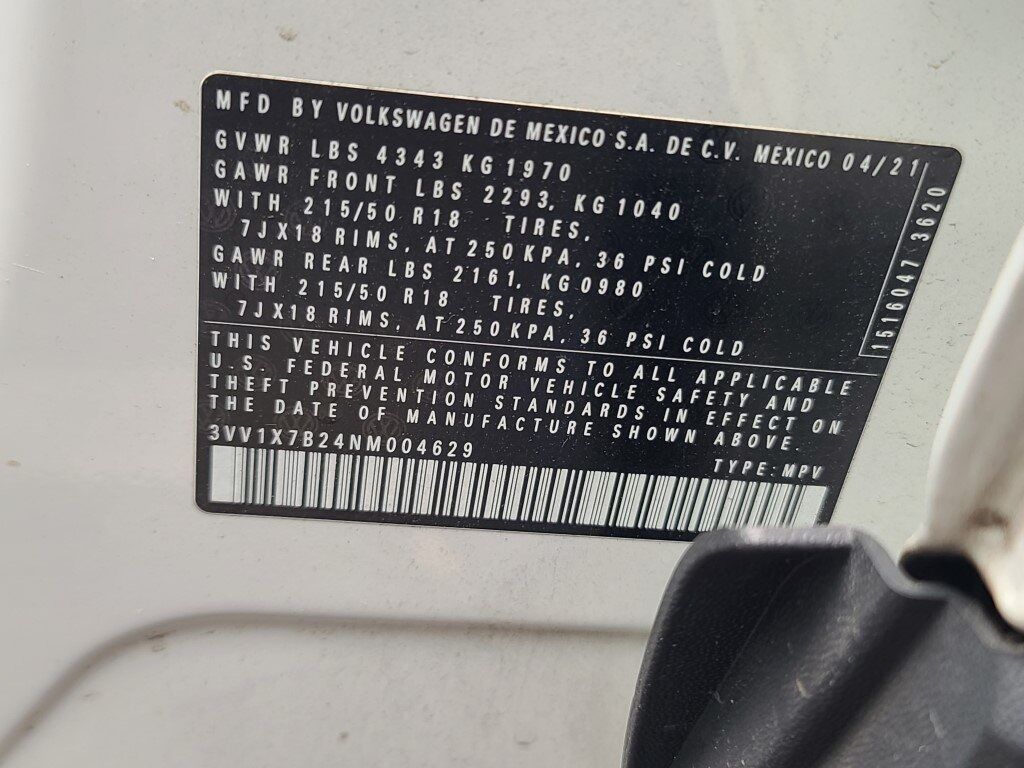 MFD BY VOLKSWAGEN DE MEXICO S.A. DE C.V. MEXICO 04/21
GVWR LBS 4343 KG 1970
GAWR FRONT LBS 2293, KG 1040
WITH 215/50 R18 TIRES,
7JX18 RIMS, AT 250 KPA, 36 PSI COLD
GAWR REAR LBS 2161, KG 0980
WITH 215/50 R18 TIRES,
7JX18 RIMS, AT 250 KPA, 36 PSI COLD
1516047 3620
THIS VEHICLE CONFORMS TO ALL APPLICABLE
U.S. FEDERAL MOTOR VEHICLE SAFETY AND
THEFT PREVENTION STANDARDS IN EFFECT ON
THE DATE OF MANUFACTURE SHOWN ABOVE.
3VV1X7B24NM004629
TYPE: MPV